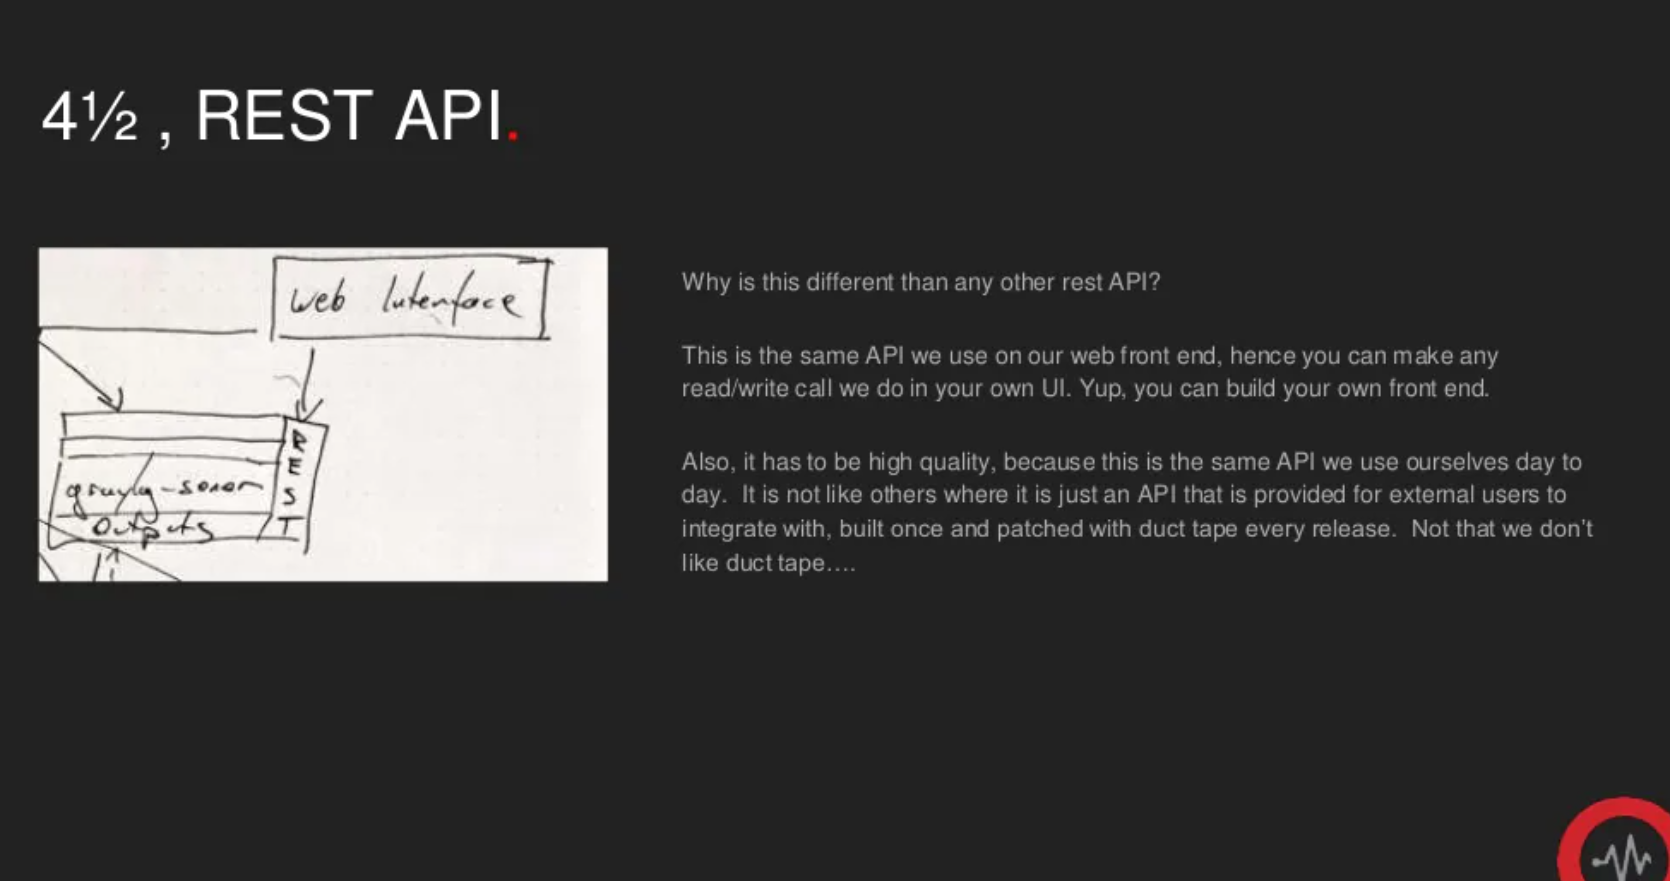 4½ , REST API.
web Interface
REST
graylog-server
Outputs
Why is this different than any other rest API?
This is the same API we use on our web front end, hence you can make any
read/write call we do in your own UI. Yup, you can build your own front end.
Also, it has to be high quality, because this is the same API we use ourselves day to
day.  It is not like others where it is just an API that is provided for external users to
integrate with, built once and patched with duct tape every release.  Not that we don’t
like duct tape….